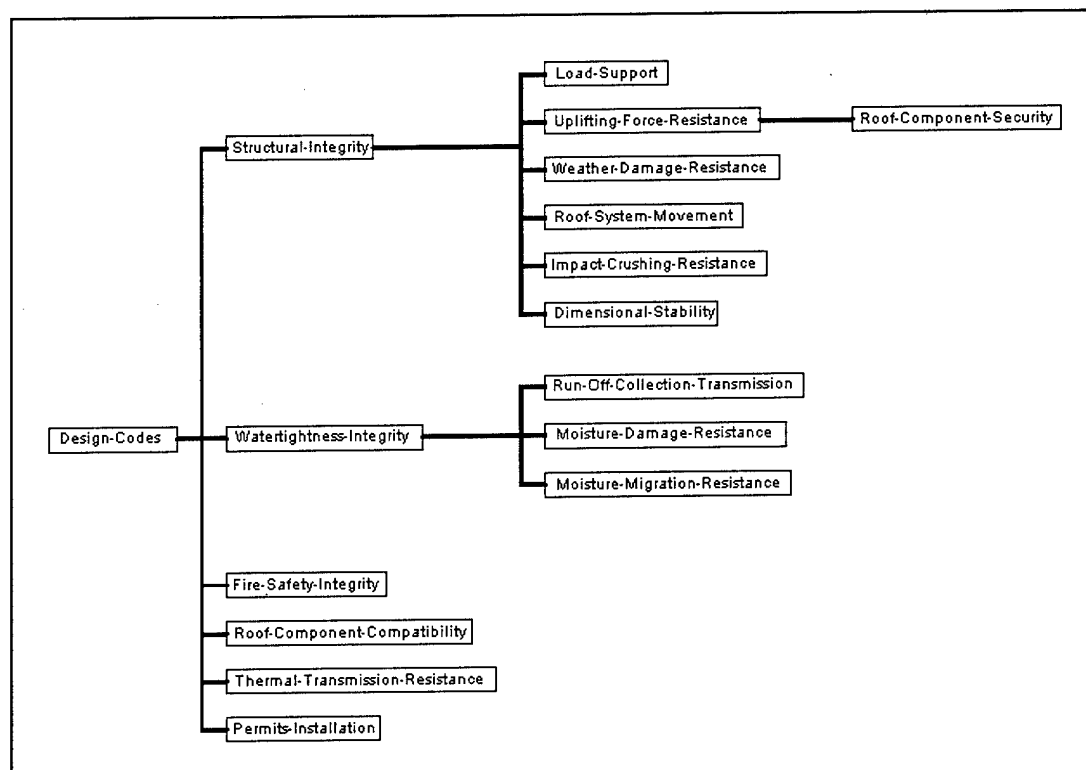 Load-Support
Uplifting-Force-Resistance
Roof-Component-Security
Structural-Integrity
Weather-Damage-Resistance
Roof-System-Movement
Impact-Crushing-Resistance
Dimensional-Stability
Run-Off-Collection-Transmission
Design-Codes
Watertightness-Integrity
Moisture-Damage-Resistance
Moisture-Migration-Resistance
Fire-Safety-Integrity
Roof-Component-Compatibility
Thermal-Transmission-Resistance
Permits-Installation